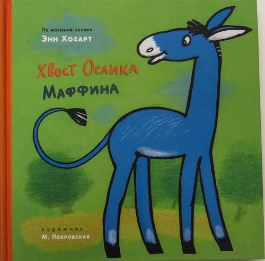 По мотивам сказки
Энн Хогарт
Хвост Ослика
Маффина
художник
М. Покровская